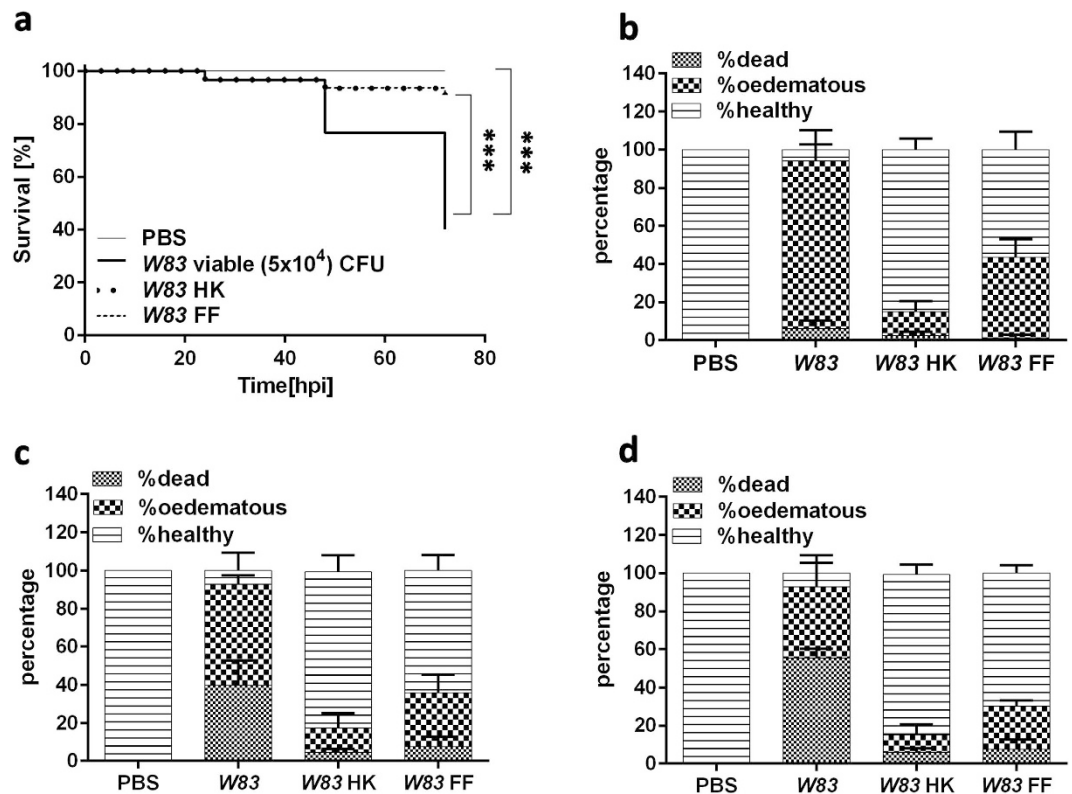 a
Survival [%]
100
80
60
40
20
0
0 20 40 60 80
Time[hpi]
PBS
W83 viable (5x10⁴) CFU
W83 HK
W83 FF
***
***
b
%dead
%oedematous
%healthy
percentage
140
120
100
80
60
40
20
0
PBS W83 W83 HK W83 FF
c
%dead
%oedematous
%healthy
percentage
140
120
100
80
60
40
20
0
PBS W83 W83 HK W83 FF
d
%dead
%oedematous
%healthy
percentage
140
120
100
80
60
40
20
0
PBS W83 W83 HK W83 FF